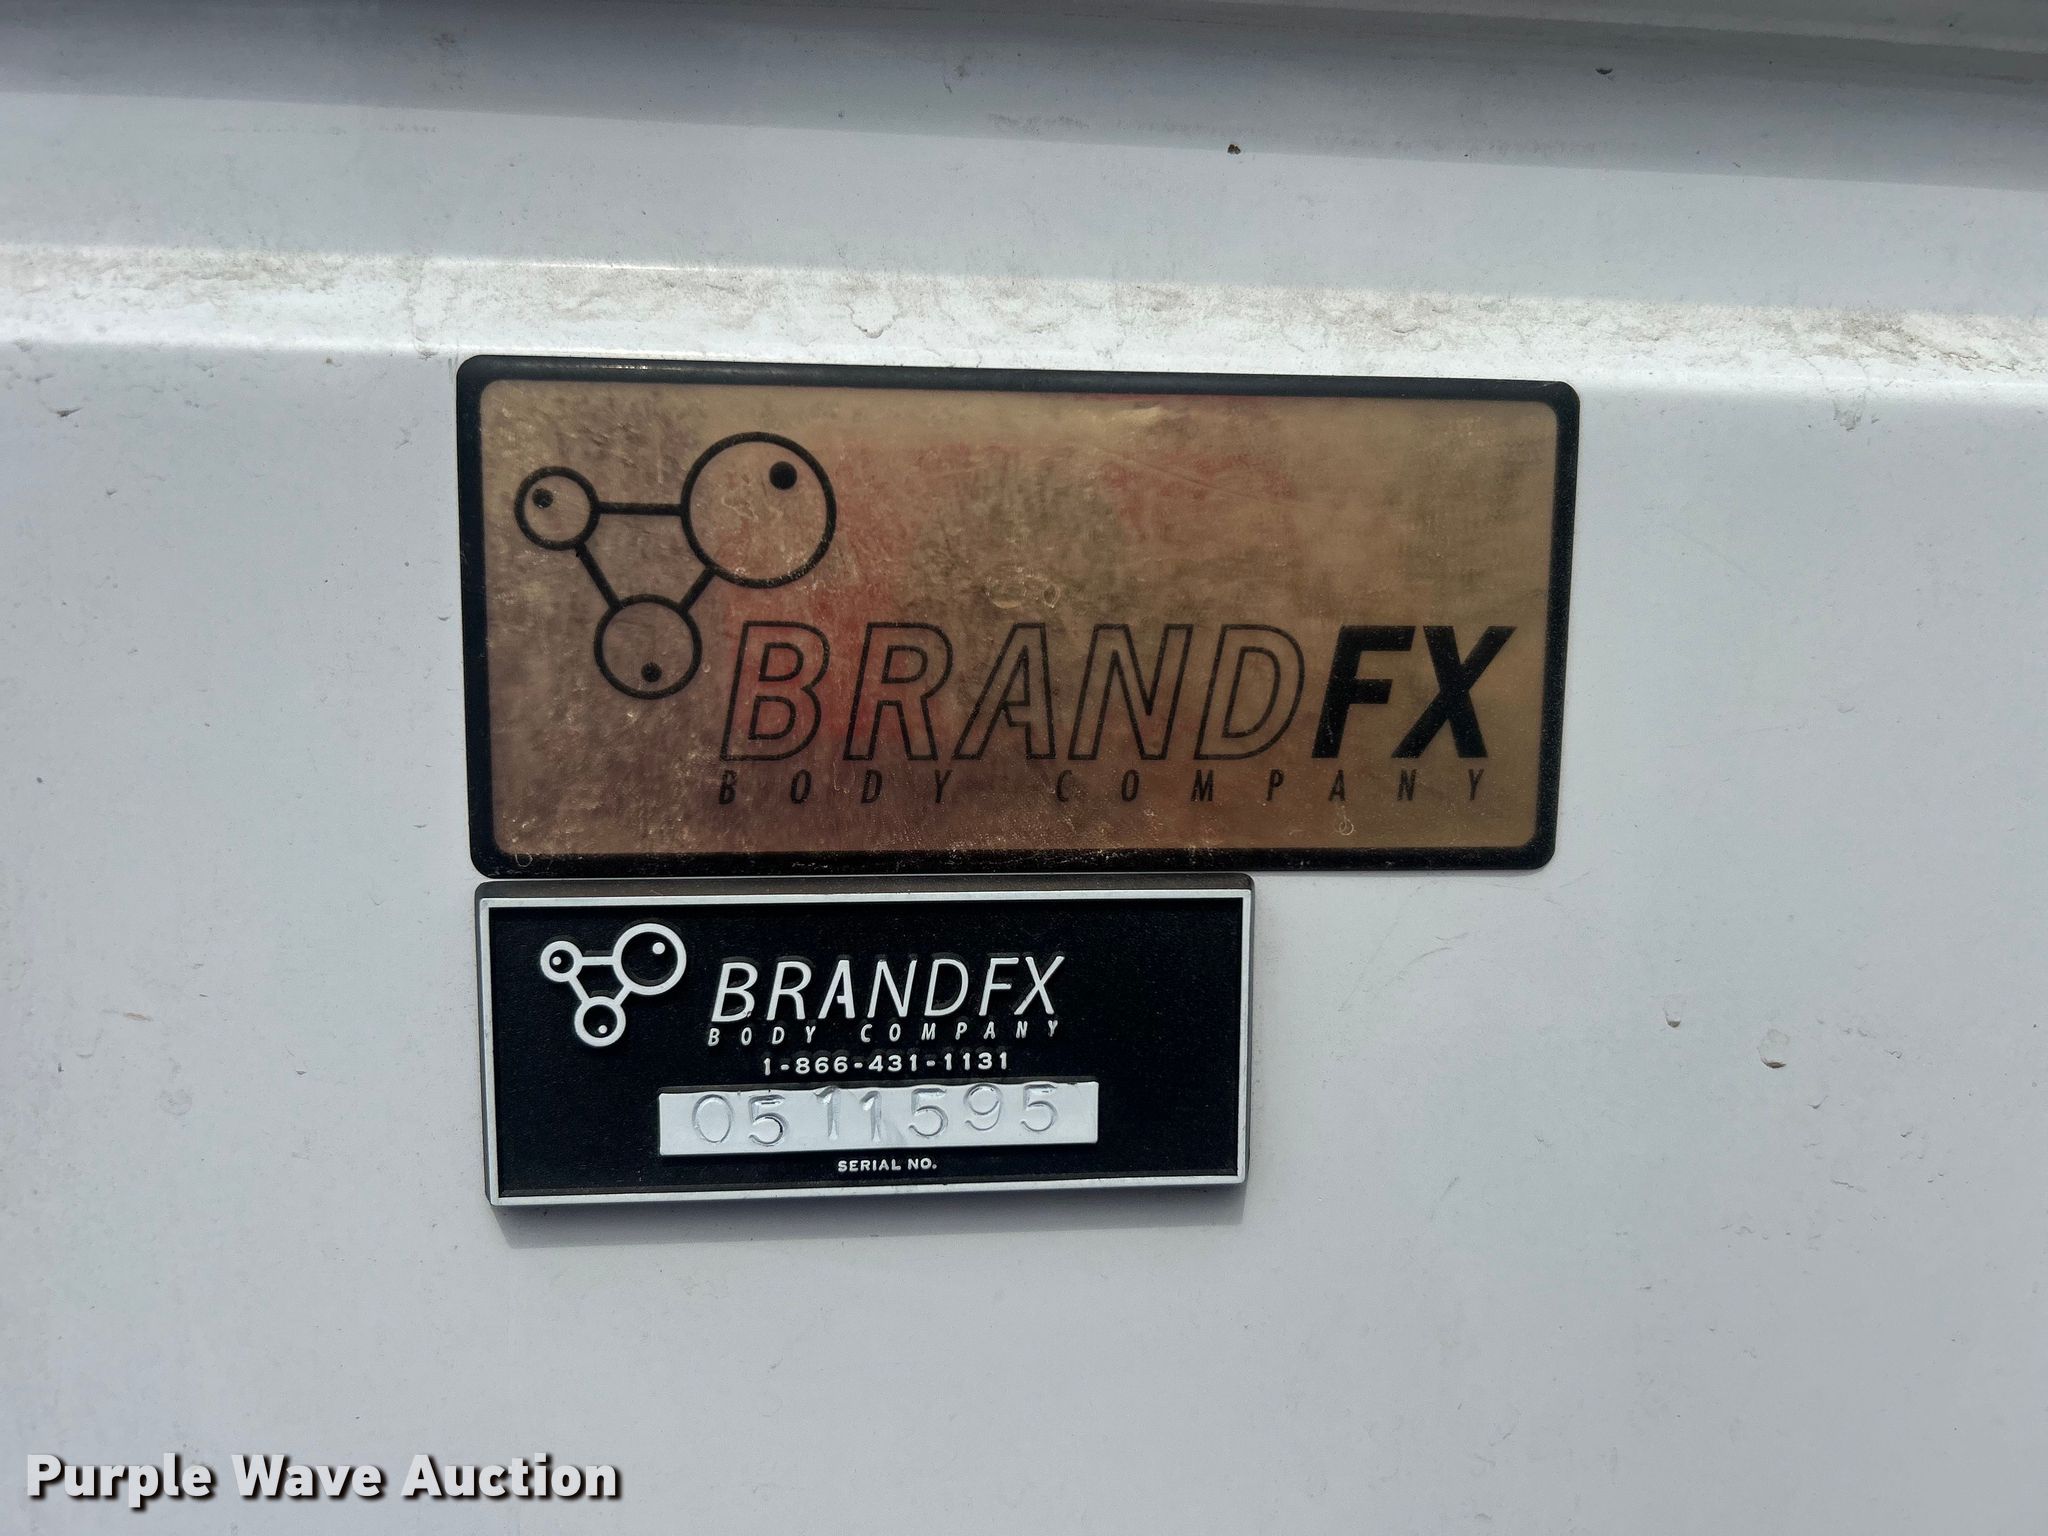 BRANDFX
BODY COMPANY
BRANDFX
BODY COMPANY
1-866-431-1131
0511595
SERIAL NO.
Purple Wave Auction